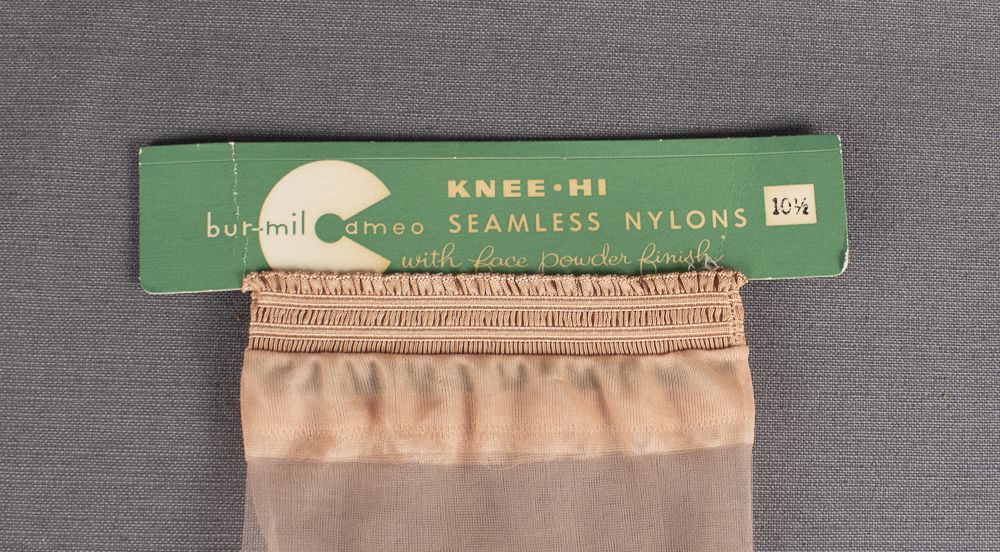 KNEE•HI
bur-mil Cameo SEAMLESS NYLONS
10½
with face powder finish